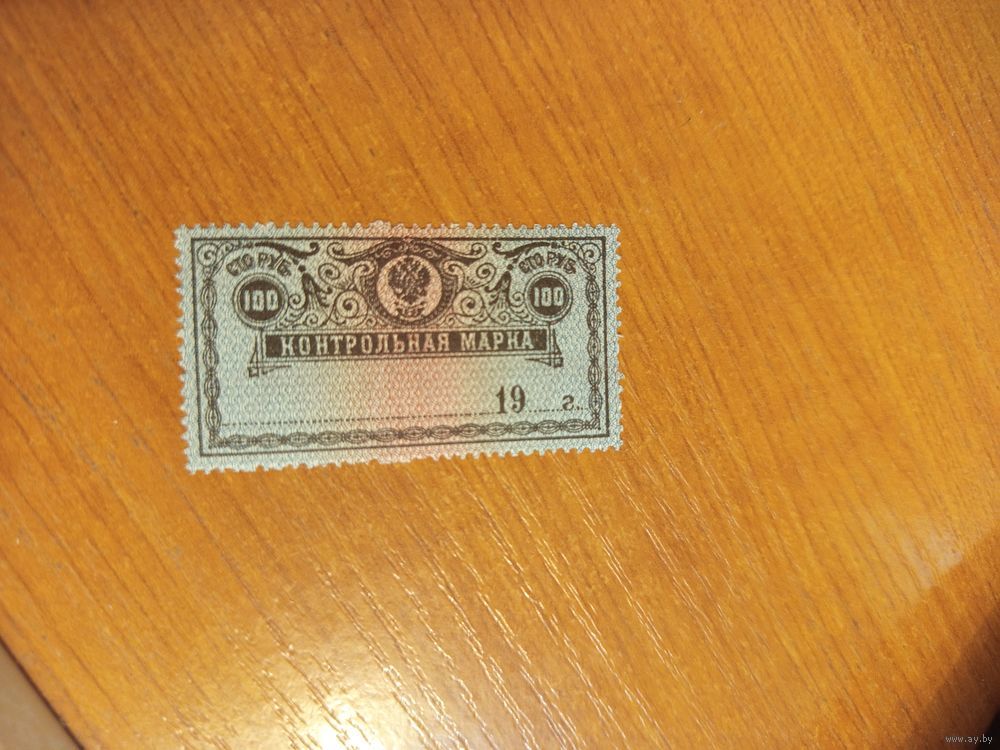 СТО РУБ. СТО РУБ.
100 100
КОНТРОЛЬНАЯ МАРКА
19 г.
www.ay.by